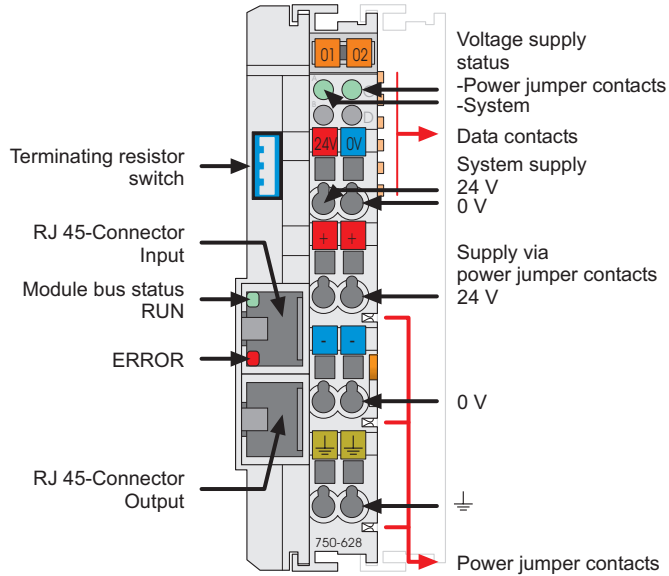 01 02
Voltage supply
status
-Power jumper contacts
-System
A C
B D
Data contacts
24V 0V
System supply
24 V
0 V
Terminating resistor
switch
RJ 45-Connector
Input
+ +
Supply via
power jumper contacts
24 V
Module bus status
RUN
ERROR
- -
0 V
RJ 45-Connector
Output
750-628
Power jumper contacts